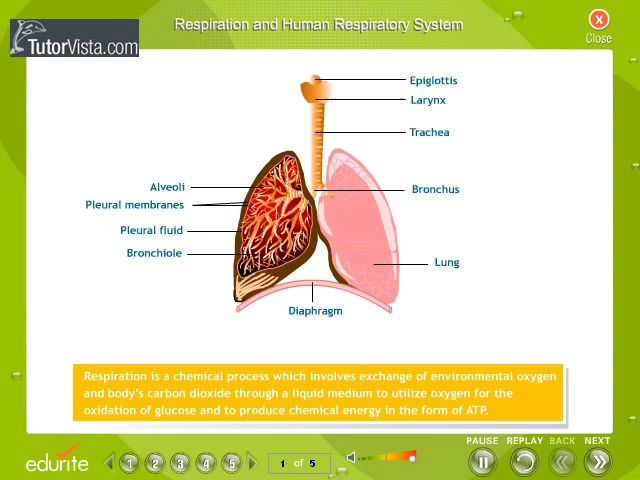 Respiration and Human Respiratory System
TutorVista.com
x
Close
Epiglottis
Larynx
Trachea
Alveoli
Bronchus
Pleural membranes
Pleural fluid
Bronchiole
Lung
Diaphragm
Respiration is a chemical process which involves exchange of environmental oxygen
and body's carbon dioxide through a liquid medium to utilize oxygen for the
oxidation of glucose and to produce chemical energy in the form of ATP.
PAUSE REPLAY BACK NEXT
edurite
1 2 3 4 5
1 of 5